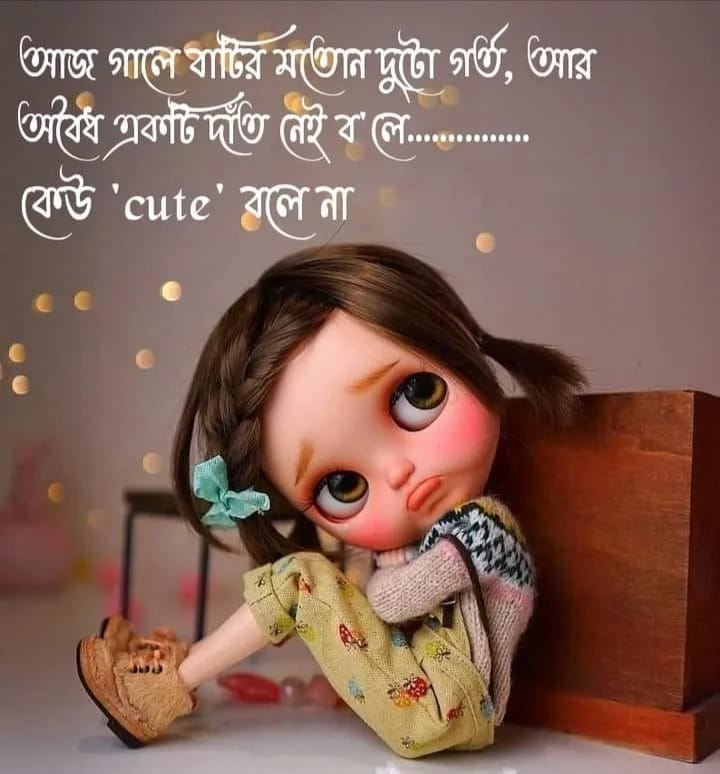 আজ গালে বাটির মতোন দুটো গর্ত, আর
অবৈধ একটি দাঁত নেই ব'লে...............
কেউ 'cute' বলে না